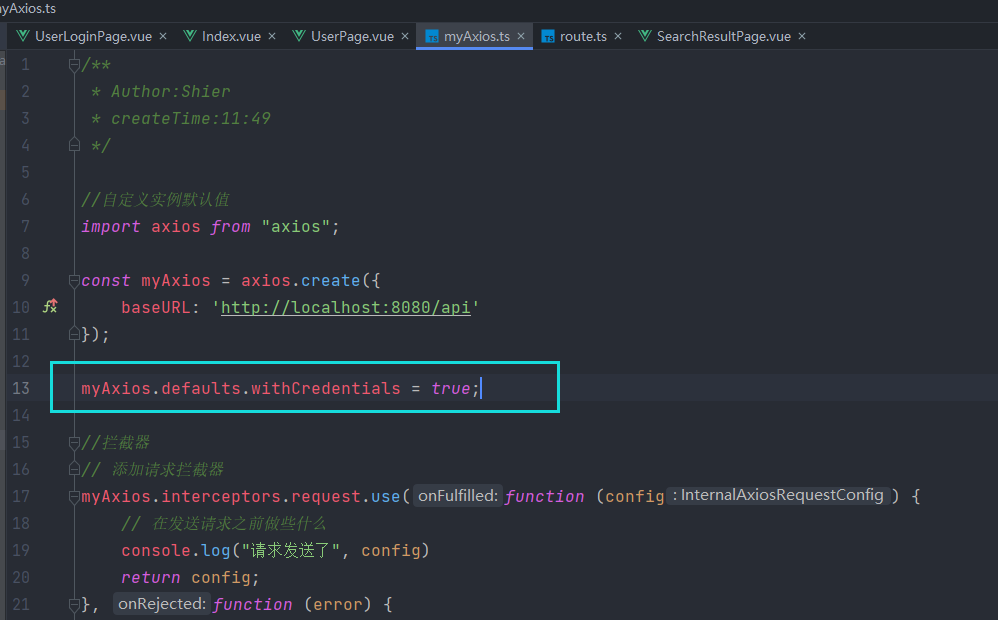 yAxios.ts
UserLoginPage.vue × Index.vue × UserPage.vue × myAxios.ts × route.ts × SearchResultPage.vue ×
1 /**
2 * Author:Shier
3 * createTime:11:49
4 */
5
6 //自定义实例默认值
7 import axios from "axios";
8
9 const myAxios = axios.create({
10 baseURL: 'http://localhost:8080/api'
11 });
12
13 myAxios.defaults.withCredentials = true;
14
15 //拦截器
16 // 添加请求拦截器
17 myAxios.interceptors.request.use( onFulfilled: function (config : InternalAxiosRequestConfig ) {
18 // 在发送请求之前做些什么
19 console.log("请求发送了", config)
20 return config;
21 }, onRejected: function (error) {